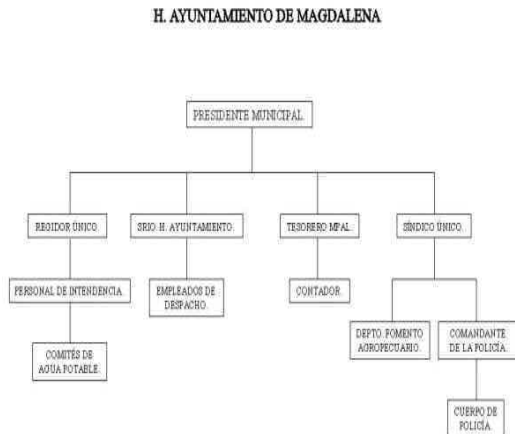 H. AYUNTAMIENTO DE MAGDALENA
PRESIDENTE MUNICIPAL.
REGIDOR ÚNICO.
SRIO. H. AYUNTAMIENTO.
TESORERO MPAL.
SÍNDICO ÚNICO.
PERSONAL DE INTENDENCIA.
EMPLEADOS DE
DESPACHO.
CONTADOR.
DEPTO. FOMENTO
AGROPECUARIO.
COMANDANTE
DE LA POLICÍA.
COMITÉS DE
AGUA POTABLE.
CUERPO DE
POLICÍA.